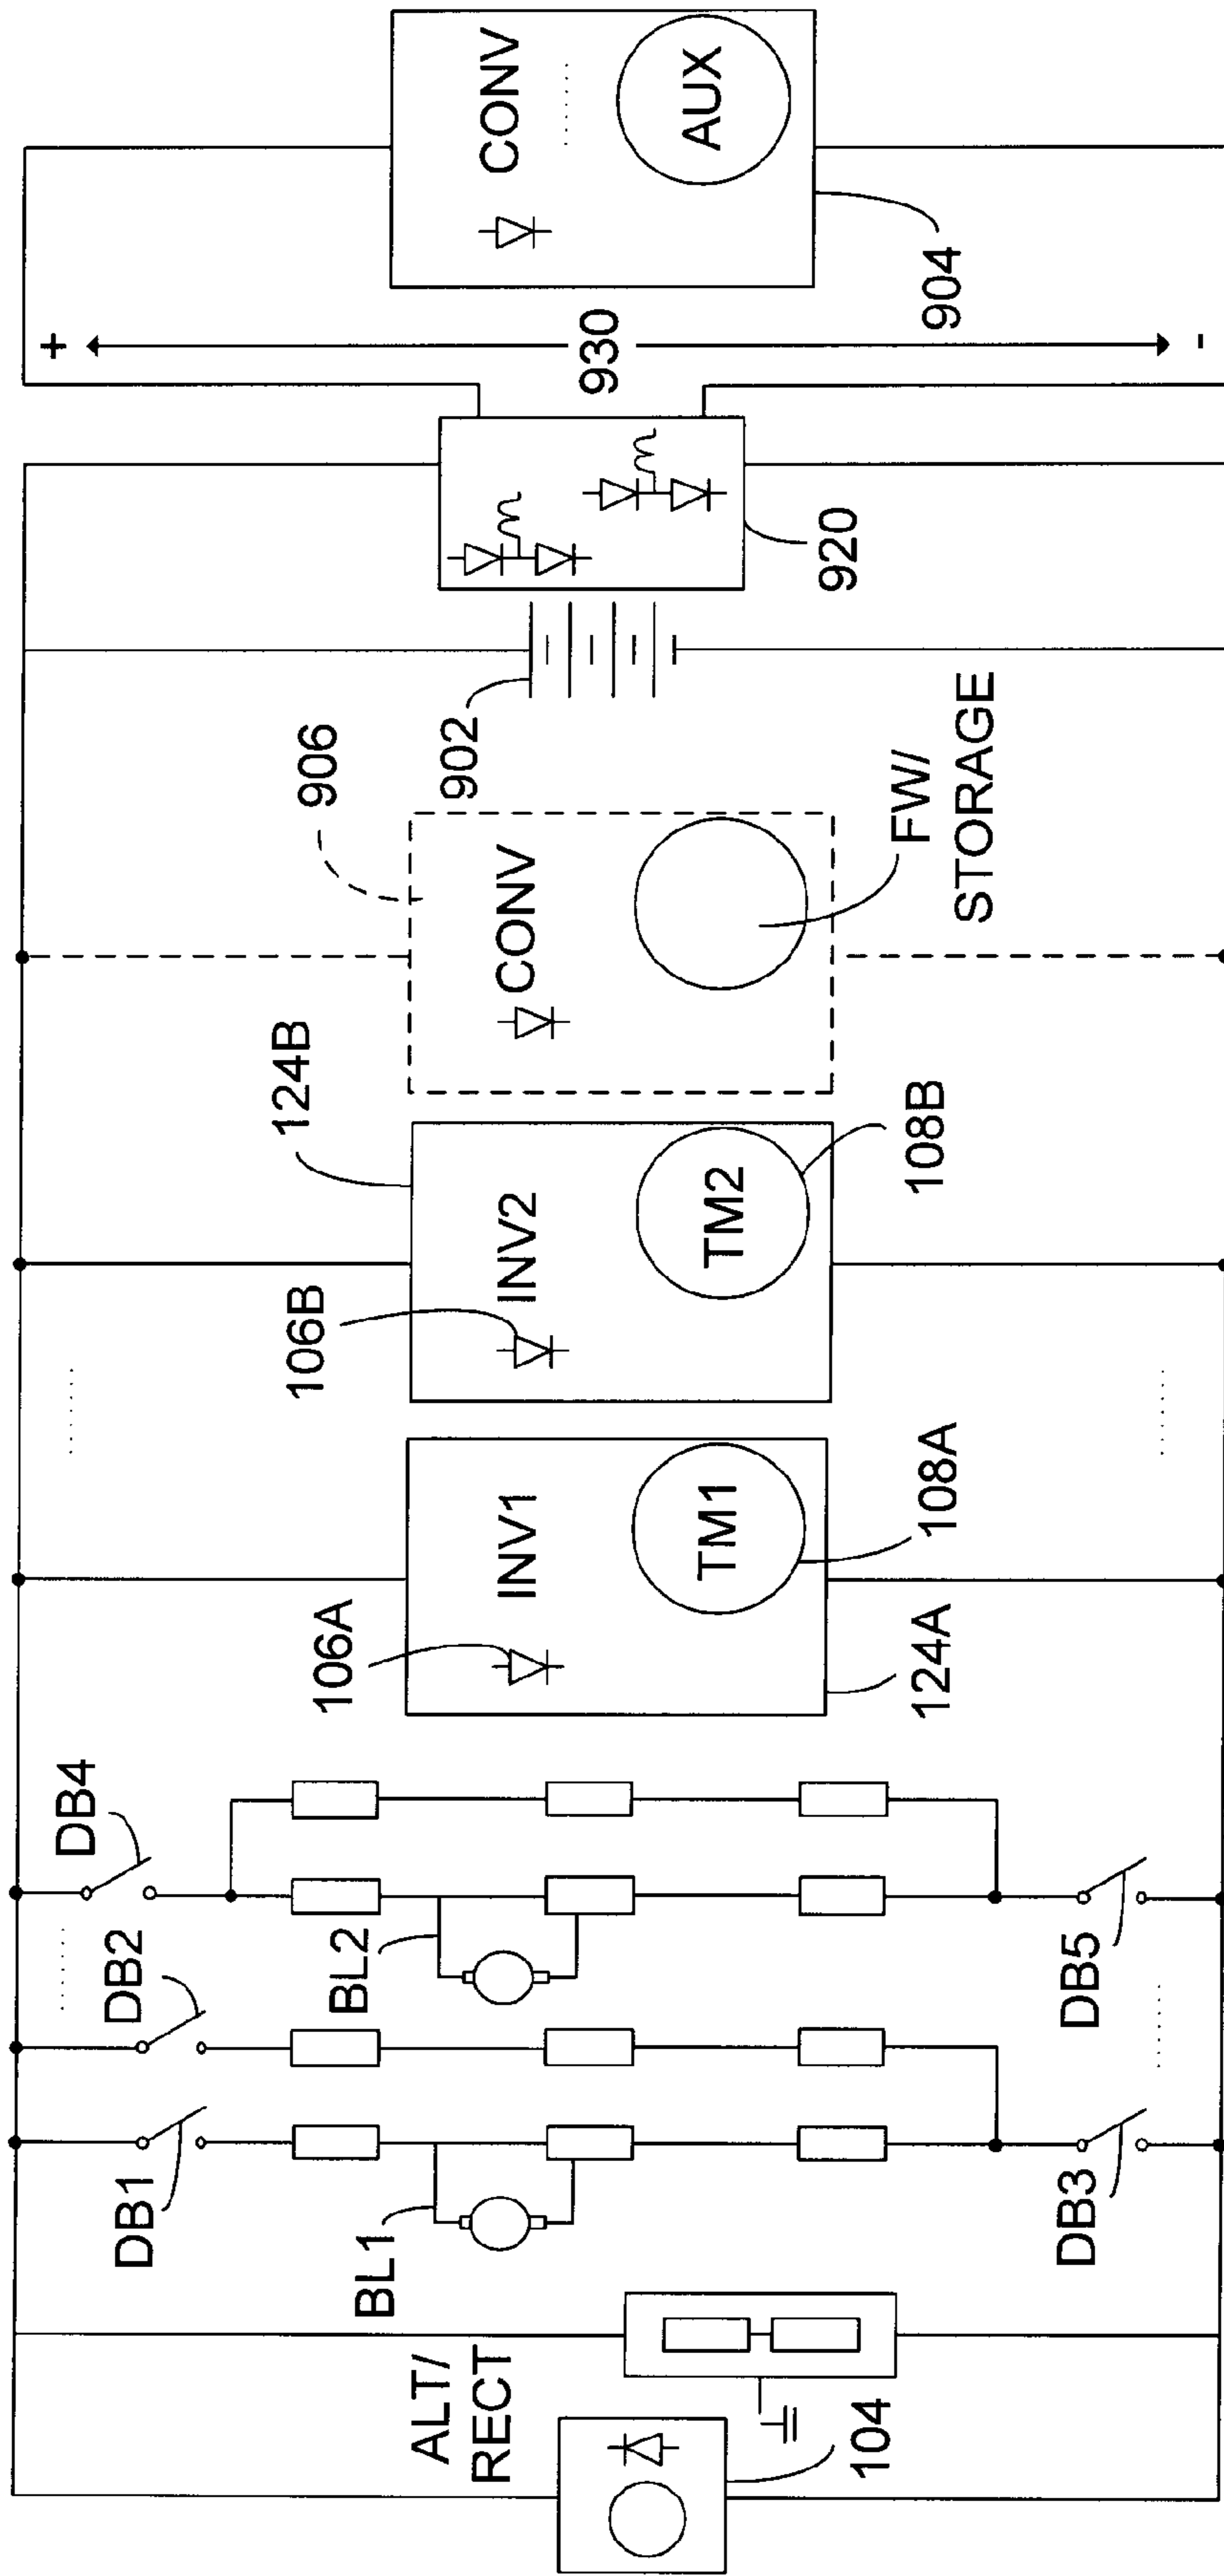 ALT/
RECT
104
BL1
DB1
DB2
DB3
BL2
DB4
DB5
106A
INV1
TM1
108A
124A
106B
INV2
TM2
108B
124B
906
CONV
FW/
STORAGE
902
920
+
930
-
CONV
AUX
904